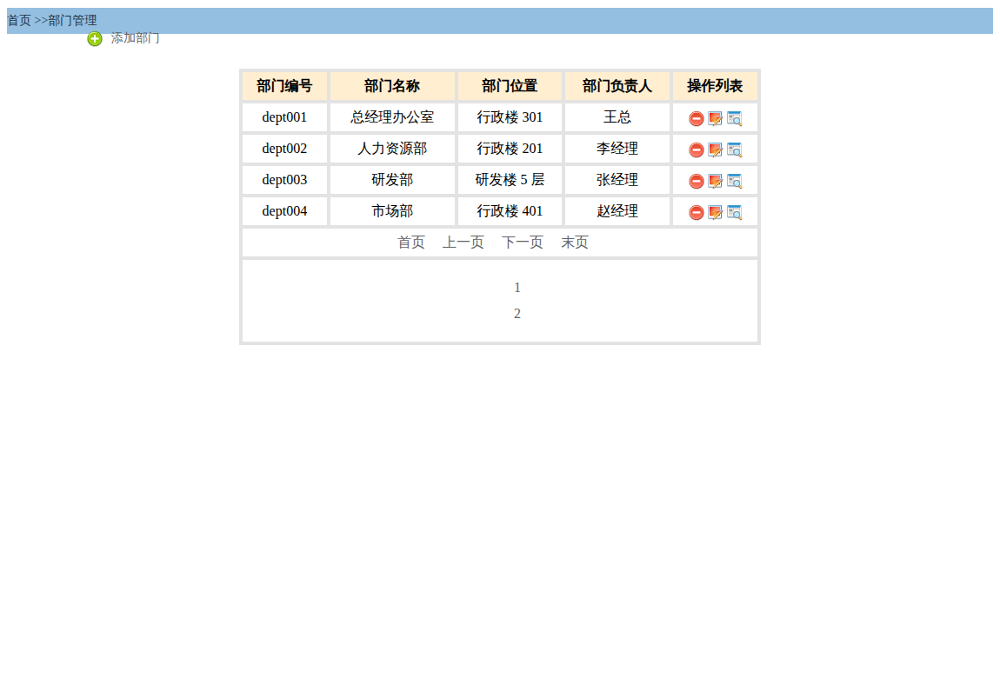 首页 >>部门管理
添加部门
部门编号 部门名称 部门位置 部门负责人 操作列表
dept001 总经理办公室 行政楼 301 王总
dept002 人力资源部 行政楼 201 李经理
dept003 研发部 研发楼 5 层 张经理
dept004 市场部 行政楼 401 赵经理
首页 上一页 下一页 末页
1
2